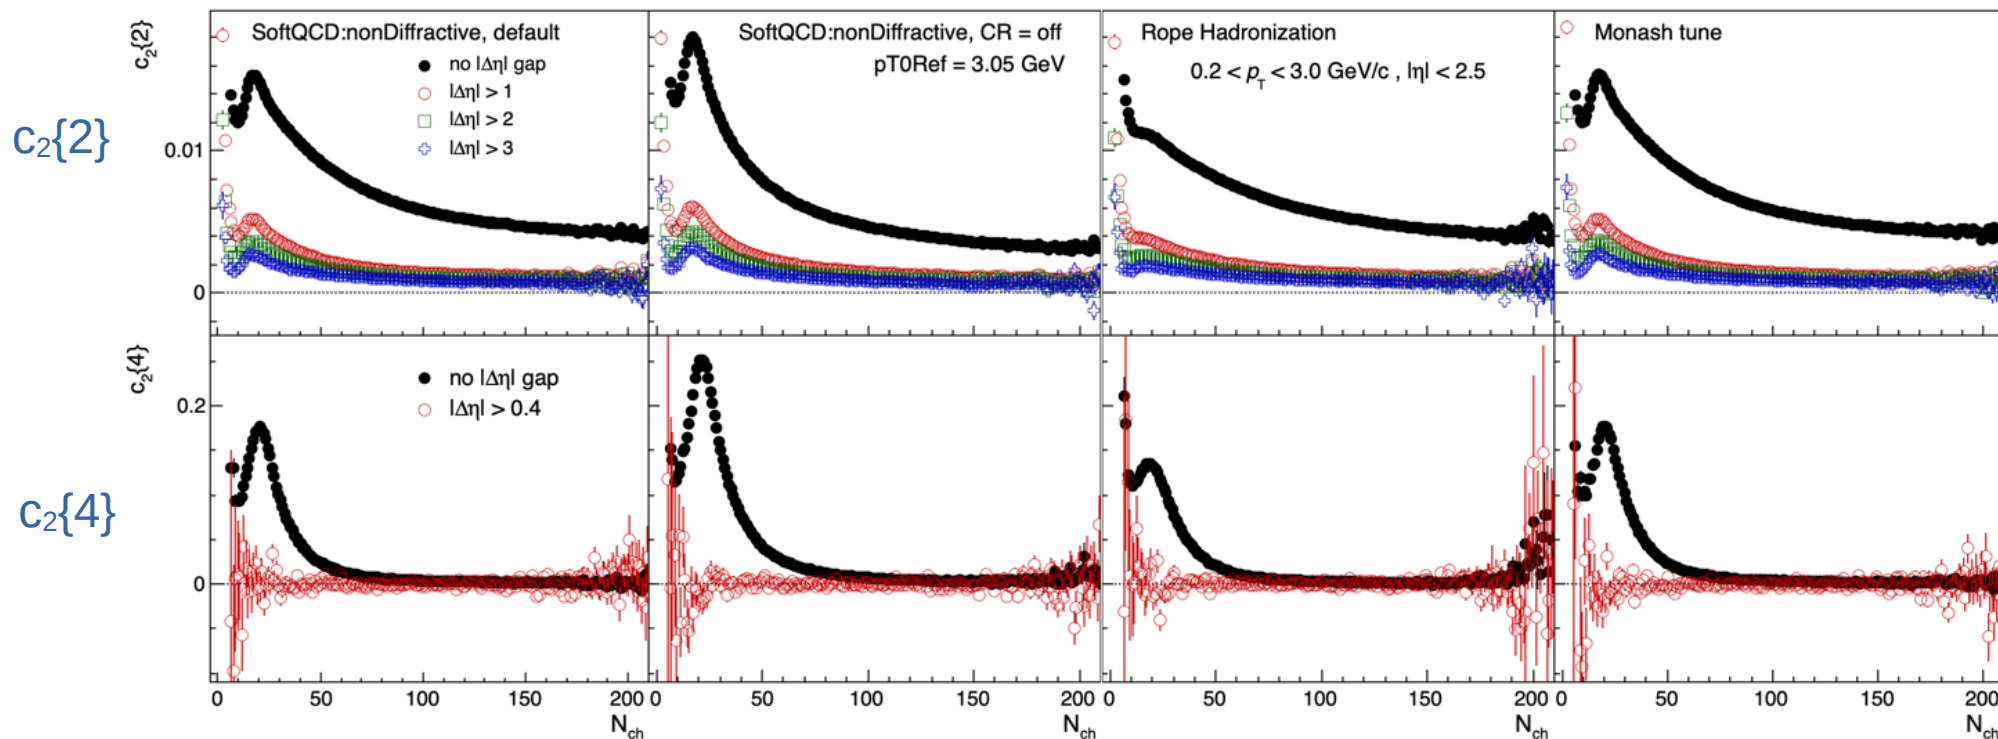 c₂{2}
c₂{2}
SoftQCD:nonDiffractive, default
no |Δη| gap
|Δη| > 1
|Δη| > 2
|Δη| > 3
0.01
0
SoftQCD:nonDiffractive, CR = off
pT0Ref = 3.05 GeV
Rope Hadronization
0.2 < p_T < 3.0 GeV/c , |η| < 2.5
Monash tune
c₂{4}
c₂{4}
no |Δη| gap
|Δη| > 0.4
0.2
0
0 50 100 150 200
N_ch
0 50 100 150 200
N_ch
0 50 100 150 200
N_ch
0 50 100 150 200
N_ch